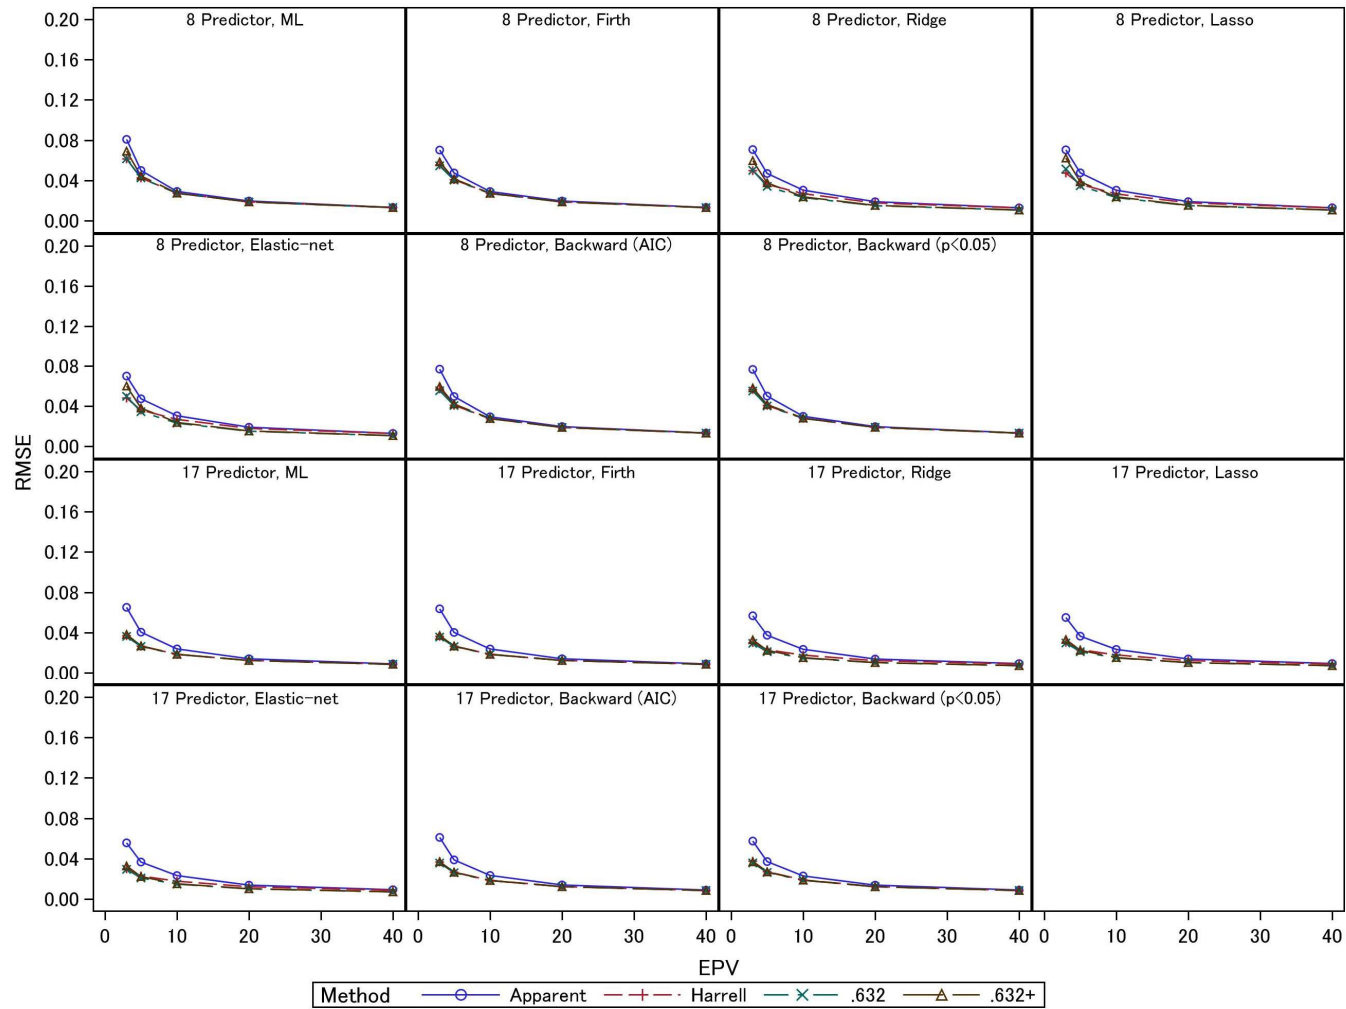 8 Predictor, ML
8 Predictor, Firth
8 Predictor, Ridge
8 Predictor, Lasso
0.20
0.16
0.12
0.08
0.04
0.00
8 Predictor, Elastic-net
8 Predictor, Backward (AIC)
8 Predictor, Backward (p<0.05)
0.20
0.16
0.12
0.08
0.04
0.00
RMSE
17 Predictor, ML
17 Predictor, Firth
17 Predictor, Ridge
17 Predictor, Lasso
0.20
0.16
0.12
0.08
0.04
0.00
17 Predictor, Elastic-net
17 Predictor, Backward (AIC)
17 Predictor, Backward (p<0.05)
0.20
0.16
0.12
0.08
0.04
0.00
0 10 20 30 40
0 10 20 30 40
0 10 20 30 40
0 10 20 30 40
EPV
Method Apparent Harrell .632 .632+